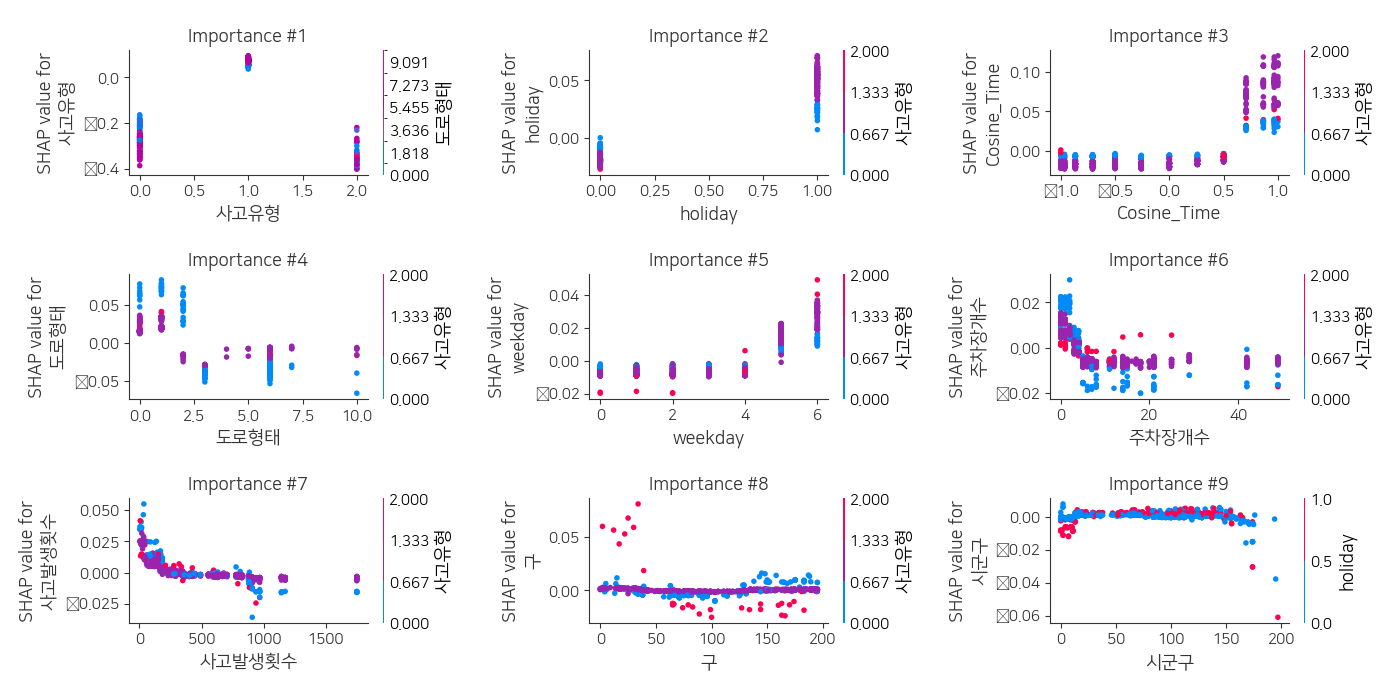 Importance #1
SHAP value for
사고유형
0.0
0.2
0.4
0.0
0.5
1.0
1.5
2.0
사고유형
9.091
7.273
5.455
3.636
1.818
0.000
도로형태
Importance #2
SHAP value for
holiday
0.05
0.00
0.00
0.25
0.50
0.75
1.00
holiday
2.000
1.333
0.667
0.000
사고유형
Importance #3
SHAP value for
Cosine_Time
0.10
0.05
0.00
1.0
0.5
0.0
0.5
1.0
Cosine_Time
2.000
1.333
0.667
0.000
사고유형
Importance #4
SHAP value for
도로형태
0.05
0.00
0.05
0.0
2.5
5.0
7.5
10.0
도로형태
2.000
1.333
0.667
0.000
사고유형
Importance #5
SHAP value for
weekday
0.04
0.02
0.00
0.02
0
2
4
6
weekday
2.000
1.333
0.667
0.000
사고유형
Importance #6
SHAP value for
주차장개수
0.02
0.00
0.02
0
20
40
주차장개수
2.000
1.333
0.667
0.000
사고유형
Importance #7
SHAP value for
사고발생횟수
0.050
0.025
0.000
0.025
0
500
1000
1500
사고발생횟수
2.000
1.333
0.667
0.000
사고유형
Importance #8
SHAP value for
구
0.05
0.00
0
50
100
150
200
구
2.000
1.333
0.667
0.000
사고유형
Importance #9
SHAP value for
시군구
0.00
0.02
0.04
0.06
0
50
100
150
200
시군구
1.0
0.5
0.0
holiday